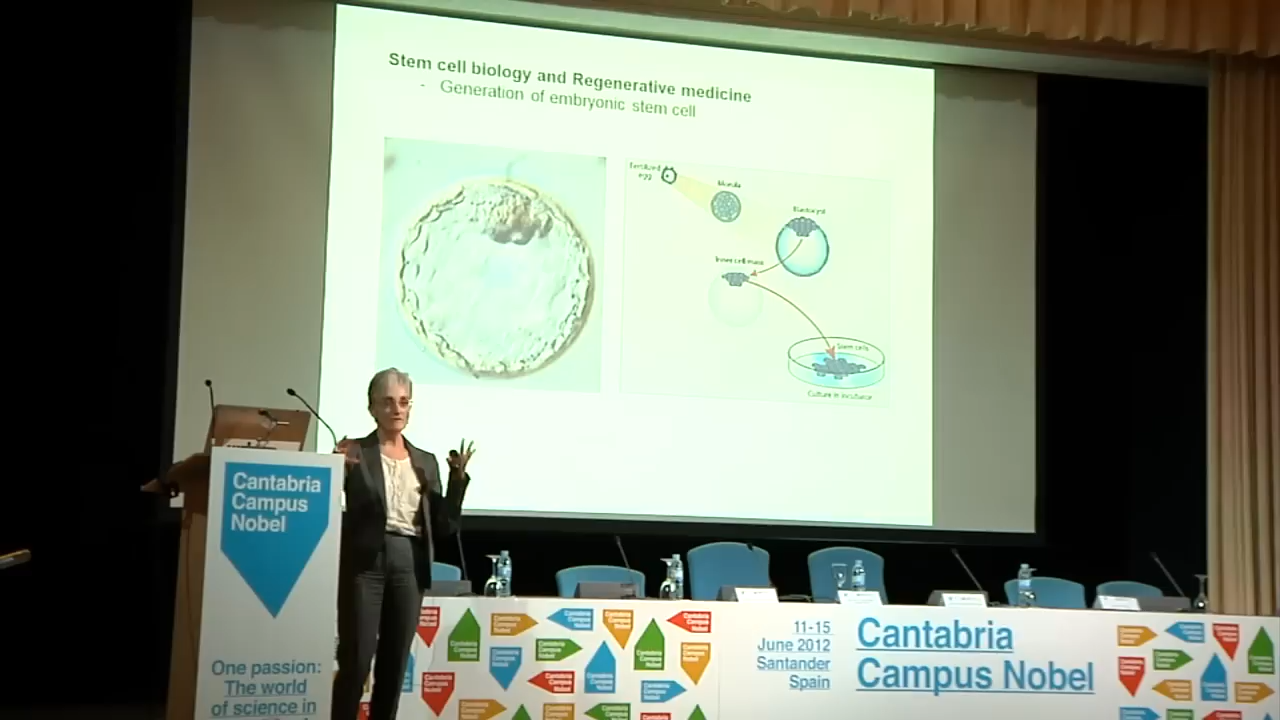 Stem cell biology and Regenerative medicine
- Generation of embryonic stem cell
Fertilized
egg
Morula
Blastocyst
Inner cell mass
Stem cells
Culture in incubator
Cantabria
Campus
Nobel
One passion:
The world
of science in
11-15
June 2012
Santander
Spain
Cantabria
Campus Nobel